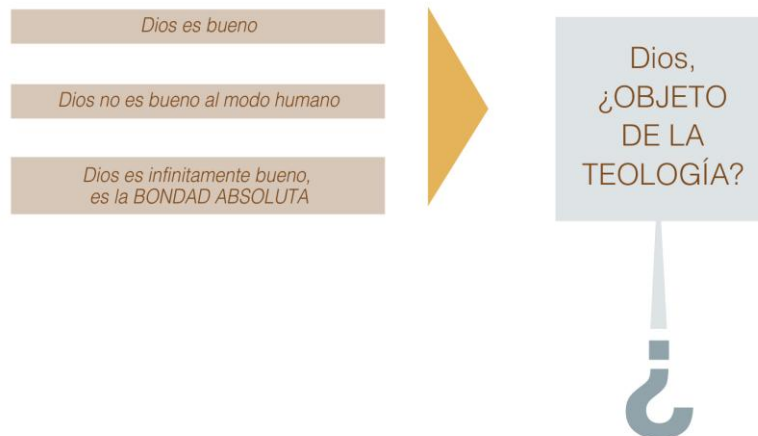 Dios es bueno
Dios no es bueno al modo humano
Dios es infinitamente bueno,
es la BONDAD ABSOLUTA
Dios,
¿OBJETO
DE LA
TEOLOGÍA?
¿